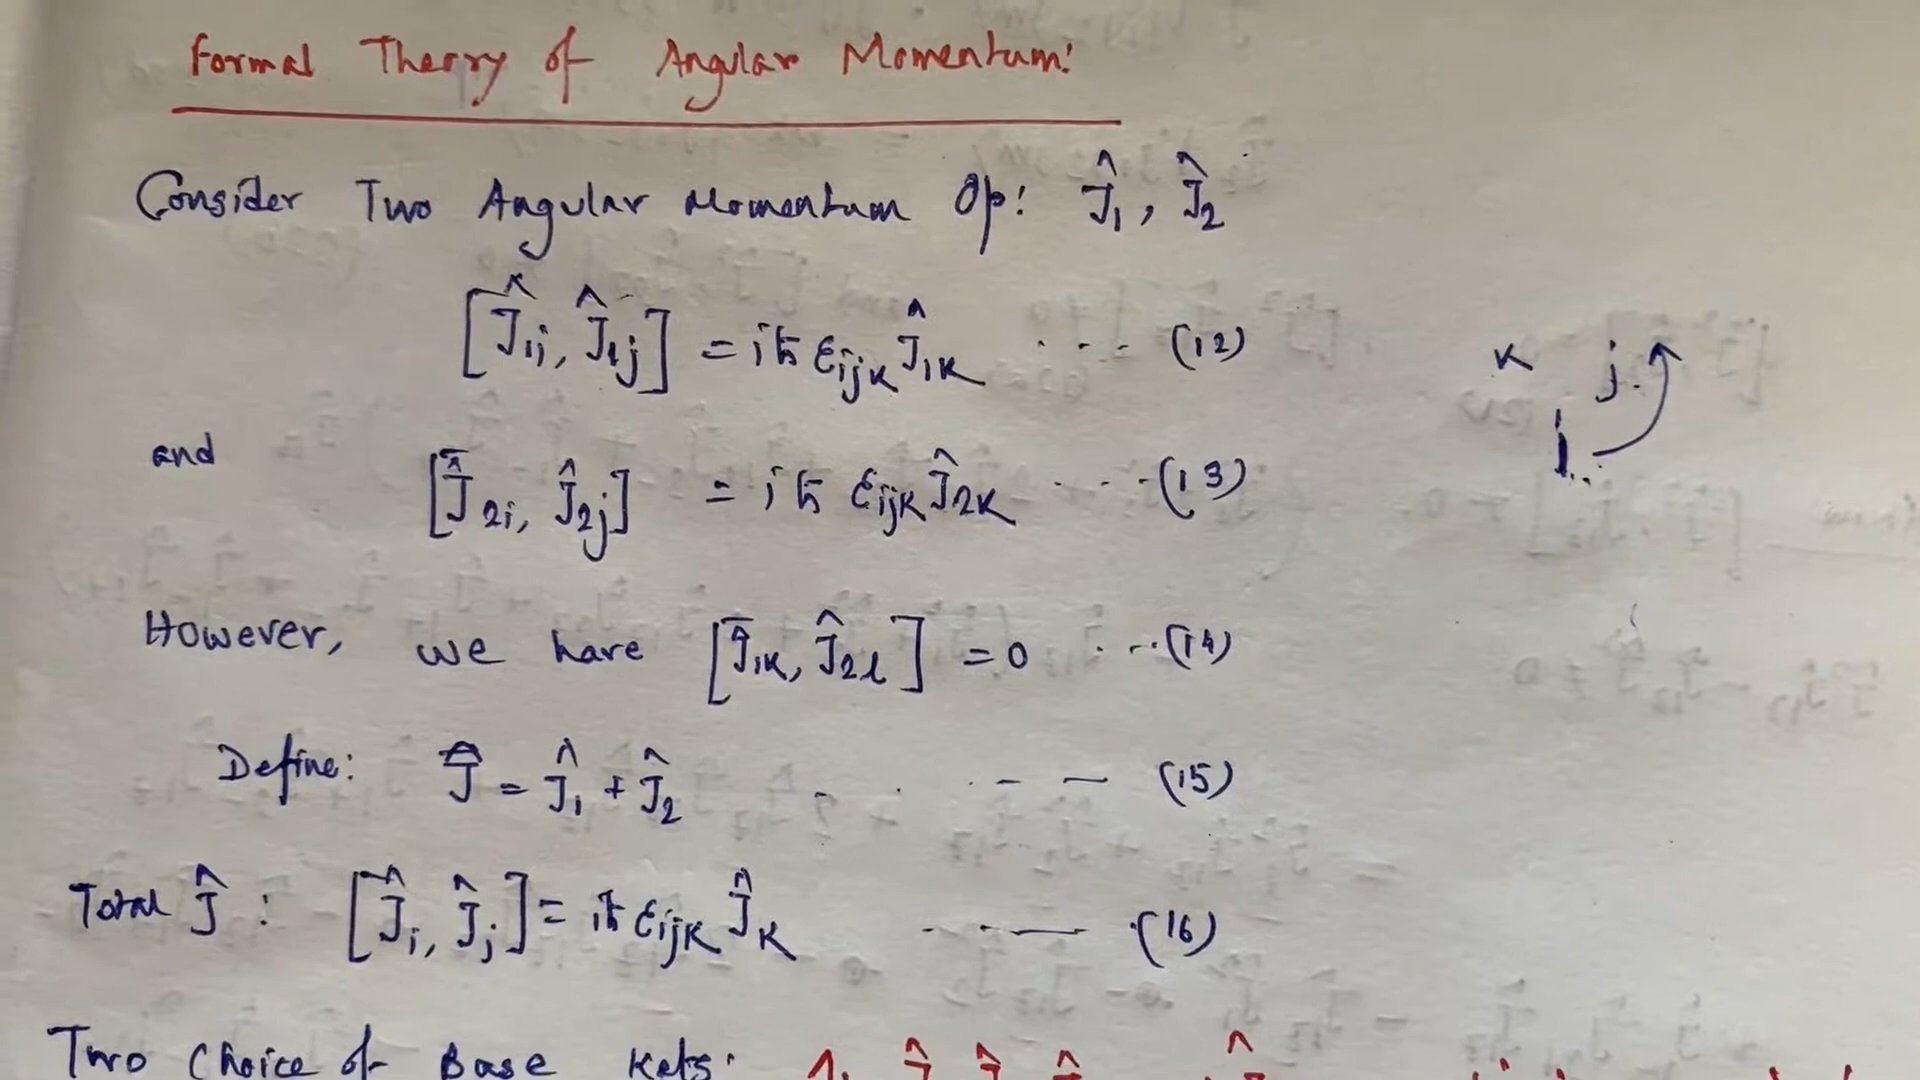 Formal Theory of Angular Momentum:
Consider Two Angular Momentum Op: Ĵ₁, Ĵ₂
[Ĵ₁ᵢ, Ĵ₁ⱼ] = iħ εᵢⱼₖ Ĵ₁ₖ ... (12)
k j
i
and [Ĵ₂ᵢ, Ĵ₂ⱼ] = iħ εᵢⱼₖ Ĵ₂ₖ ... (13)
However, we have [Ĵ₁ₖ, Ĵ₂ₗ] = 0 ... (14)
Define: Ĵ = Ĵ₁ + Ĵ₂ ... (15)
Total Ĵ : [Ĵᵢ, Ĵⱼ] = iħ εᵢⱼₖ Ĵₖ ... (16)
Two Choice of Base Kets: 1.